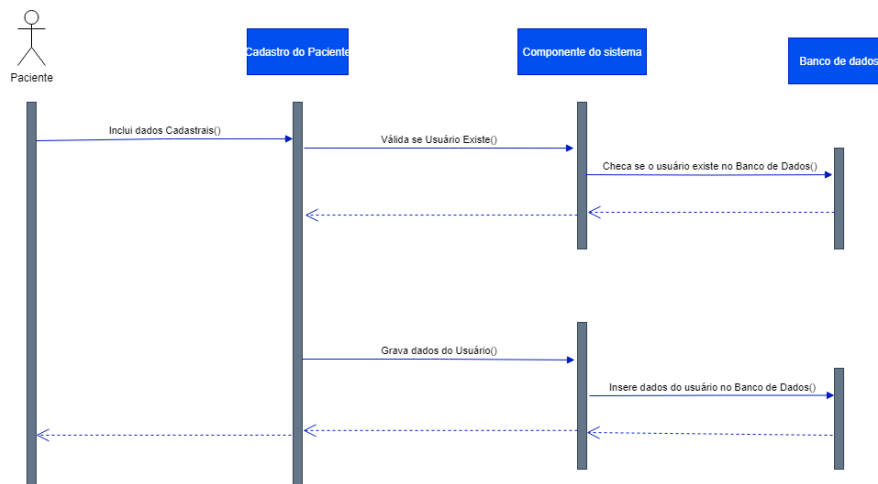 Cadastro do Paciente
Componente do sistema
Banco de dados
Paciente
Inclui dados Cadastrais()
Válida se Usuário Existe()
Checa se o usuário existe no Banco de Dados()
Grava dados do Usuário()
Insere dados do usuário no Banco de Dados()